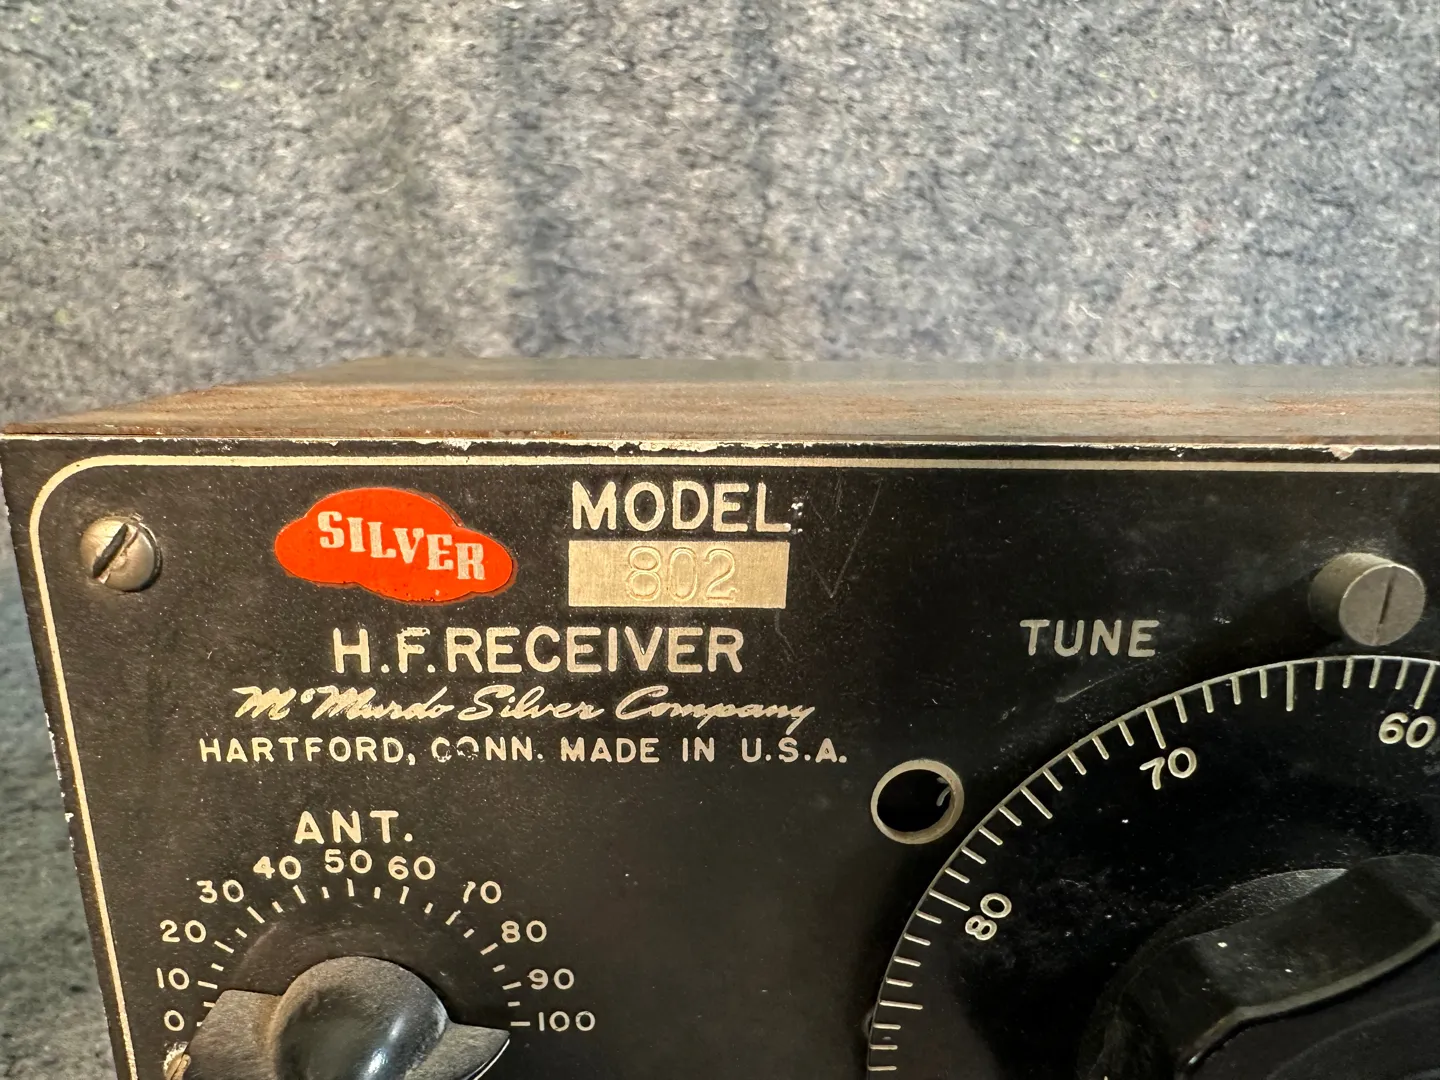 SILVER
MODEL
802
H.F. RECEIVER
McMurdo Silver Company
HARTFORD, CONN. MADE IN U.S.A.
TUNE
60
70
80
ANT.
0 10 20 30 40 50 60 70 80 90 100